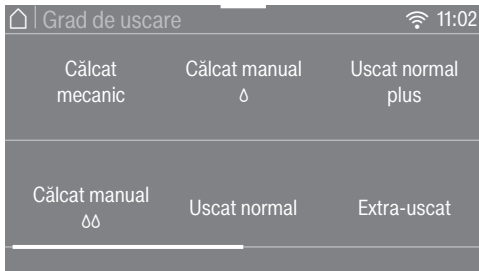 Grad de uscare 11:02
Călcat mecanic
Călcat manual
Uscat normal plus
Călcat manual
Uscat normal
Extra-uscat